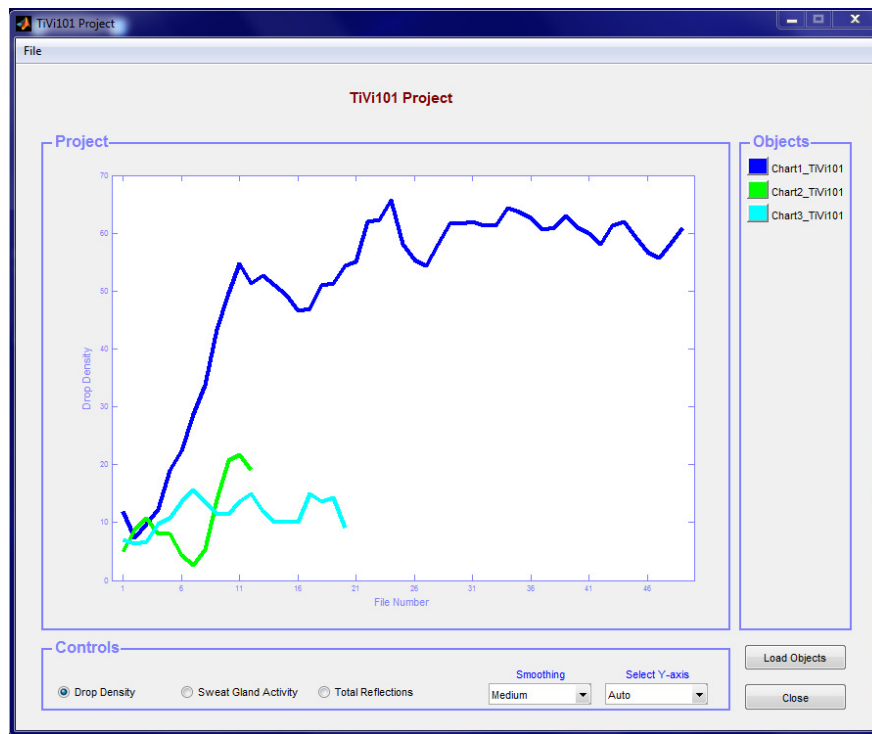 TiVi101 Project
File
TiVi101 Project
Project
Objects
Chart1_TiVi101
Chart2_TiVi101
Chart3_TiVi101
70
60
50
40
30
20
10
0
Drop Density
1 6 11 16 21 26 31 36 41 46
File Number
Controls
Drop Density Sweat Gland Activity Total Reflections
Smoothing Select Y-axis
Medium Auto
Load Objects
Close